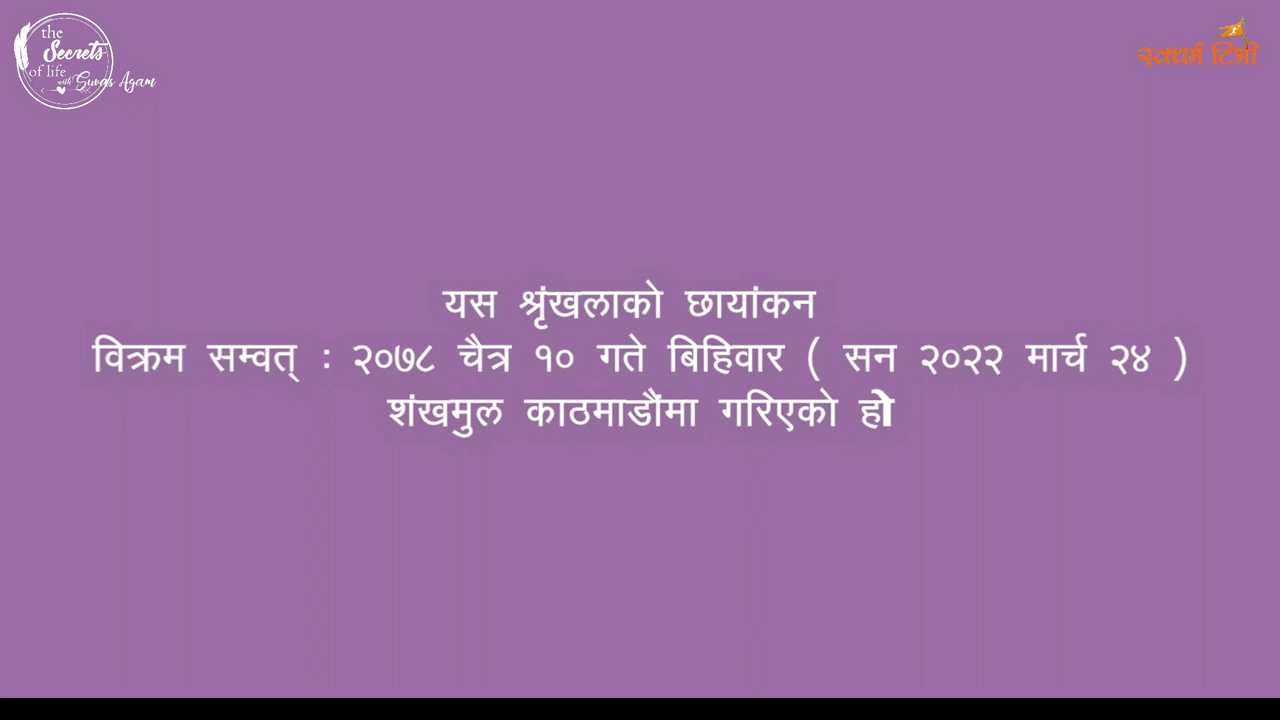 the
Secrets
of life
with Suvas Agam
स्वधर्म टिभी
यस श्रृंखलाको छायांकन
विक्रम सम्वत् : २०७८ चैत्र १० गते बिहिवार ( सन २०२२ मार्च २४ )
शंखमुल काठमाडौंमा गरिएको हो